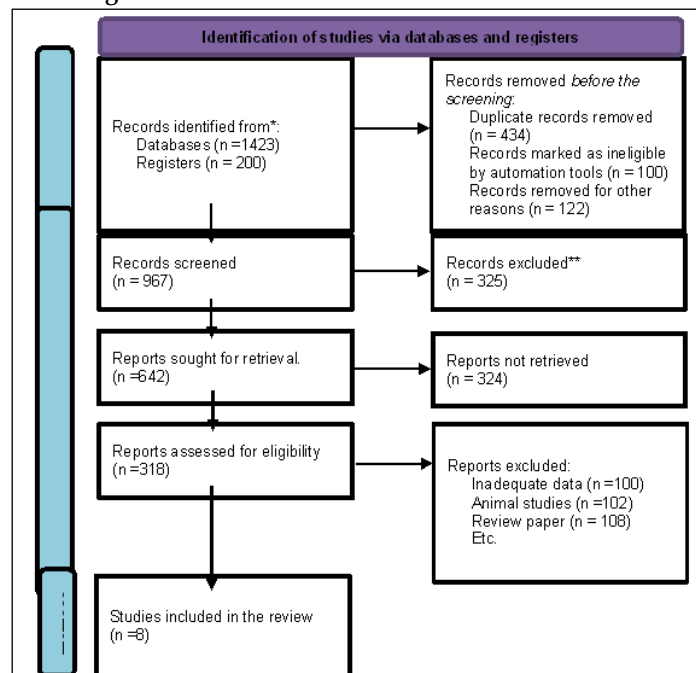 Identification of studies via databases and registers
Records identified from*:
Databases (n =1423)
Registers (n = 200)
Records removed before the
screening:
Duplicate records removed
(n = 434)
Records marked as ineligible
by automation tools (n = 100)
Records removed for other
reasons (n = 122)
Records screened
(n = 967)
Records excluded**
(n = 325)
Reports sought for retrieval.
(n =642)
Reports not retrieved
(n = 324)
Reports assessed for eligibility
(n =318)
Reports excluded:
Inadequate data (n =100)
Animal studies (n =102)
Review paper (n = 108)
Etc.
Studies included in the review
(n =8)